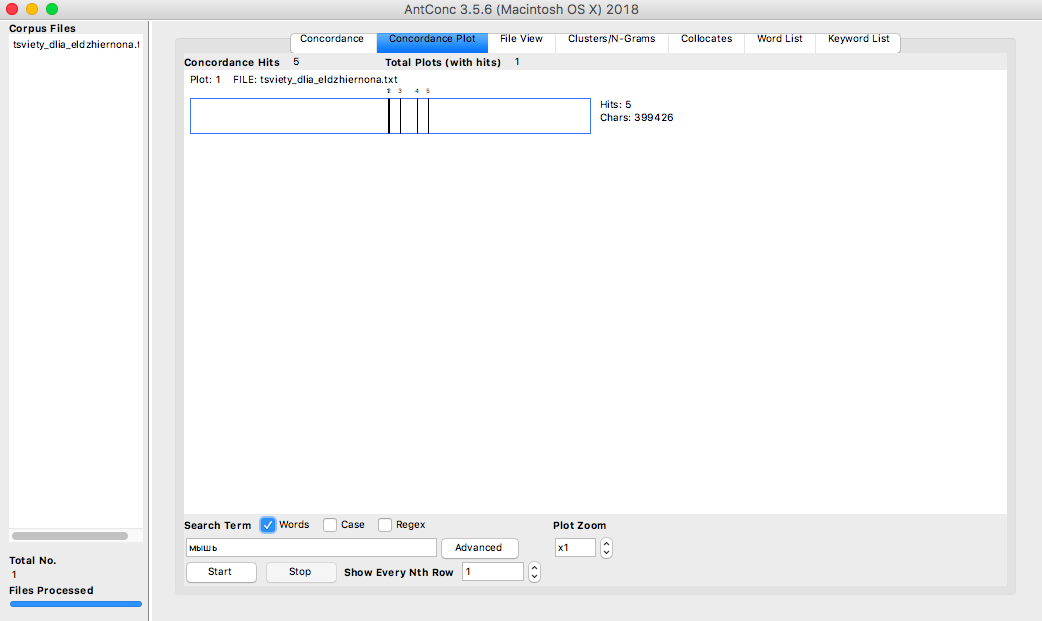 AntConc 3.5.6 (Macintosh OS X) 2018
Corpus Files
tsviety_dlia_eldzhiernona.t
Concordance Concordance Plot File View Clusters/N-Grams Collocates Word List Keyword List
Concordance Hits 5 Total Plots (with hits) 1
Plot: 1 FILE: tsviety_dlia_eldzhiernona.txt
3 4 5
Hits: 5
Chars: 399426
Search Term Words Case Regex Plot Zoom
мышь Advanced x1
Start Stop Show Every Nth Row 1
Total No.
1
Files Processed